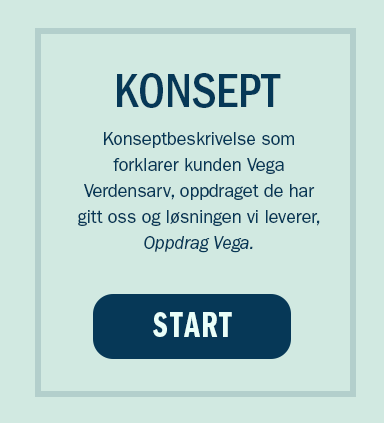 KONSEPT
Konseptbeskrivelse som
forklarer kunden Vega
Verdensarv, oppdraget de har
gitt oss og løsningen vi leverer,
Oppdrag Vega.
START